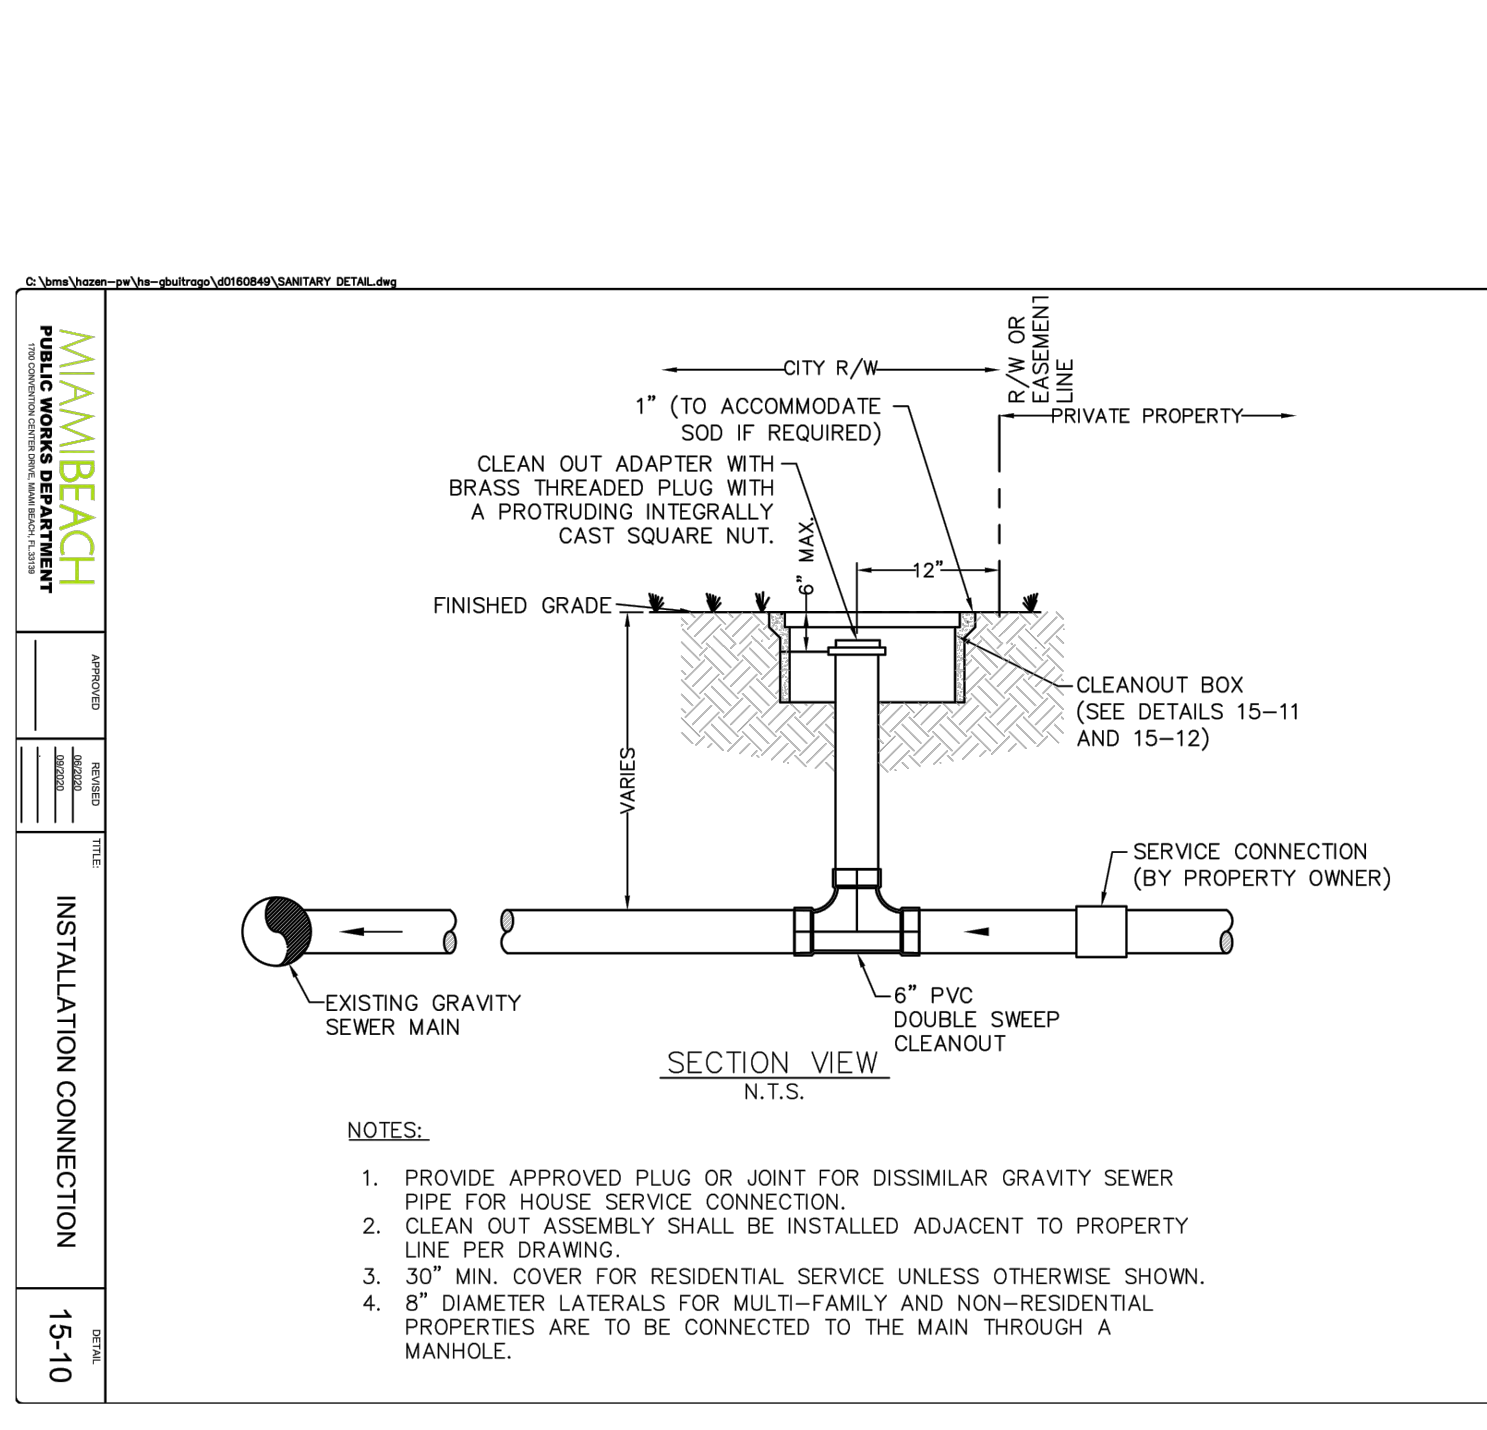 C:\bms\hazen-pw\hs-gbuitrago\d0160849\SANITARY DETAIL.dwg
MIAMIBEACH
PUBLIC WORKS DEPARTMENT
1700 CONVENTION CENTER DRIVE, MIAMI BEACH, FL.33139
APPROVED
REVISED
06/2020
09/2020
TITLE:
INSTALLATION CONNECTION
DETAIL
15-10
CITY R/W
R/W OR
EASEMENT
LINE
PRIVATE PROPERTY
1" (TO ACCOMMODATE
SOD IF REQUIRED)
CLEAN OUT ADAPTER WITH
BRASS THREADED PLUG WITH
A PROTRUDING INTEGRALLY
CAST SQUARE NUT.
6" MAX.
12"
FINISHED GRADE
CLEANOUT BOX
(SEE DETAILS 15-11
AND 15-12)
VARIES
SERVICE CONNECTION
(BY PROPERTY OWNER)
EXISTING GRAVITY
SEWER MAIN
6" PVC
DOUBLE SWEEP
CLEANOUT
SECTION VIEW
N.T.S.
NOTES:
1. PROVIDE APPROVED PLUG OR JOINT FOR DISSIMILAR GRAVITY SEWER
PIPE FOR HOUSE SERVICE CONNECTION.
2. CLEAN OUT ASSEMBLY SHALL BE INSTALLED ADJACENT TO PROPERTY
LINE PER DRAWING.
3. 30" MIN. COVER FOR RESIDENTIAL SERVICE UNLESS OTHERWISE SHOWN.
4. 8" DIAMETER LATERALS FOR MULTI-FAMILY AND NON-RESIDENTIAL
PROPERTIES ARE TO BE CONNECTED TO THE MAIN THROUGH A
MANHOLE.